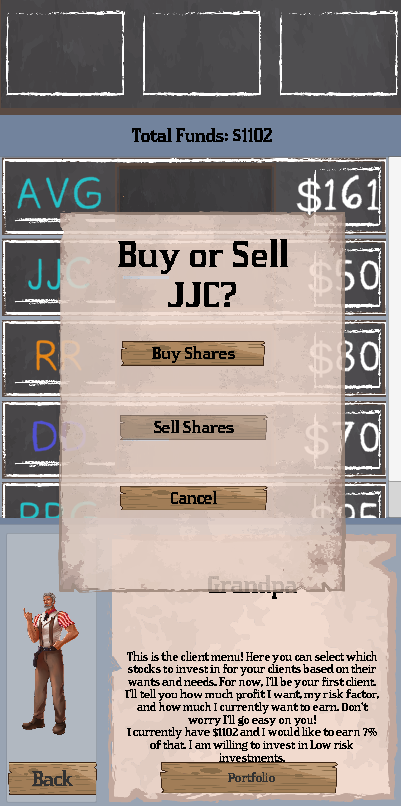 Total Funds: $1102
AVG $161
Buy or Sell
JJC?
JJC $50
Buy Shares
RR $80
Sell Shares
$70
Cancel
Grandpa
This is the client menu! Here you can select which
stocks to invest in for your clients based on their
wants and needs. For now, I'll be your first client.
I'll tell you how much profit I want, my risk factor,
and how much I currently want to earn. Don't
worry I'll go easy on you!
I currently have $1102 and I would like to earn 7%
of that. I am willing to invest in Low risk
investments.
Back
Portfolio